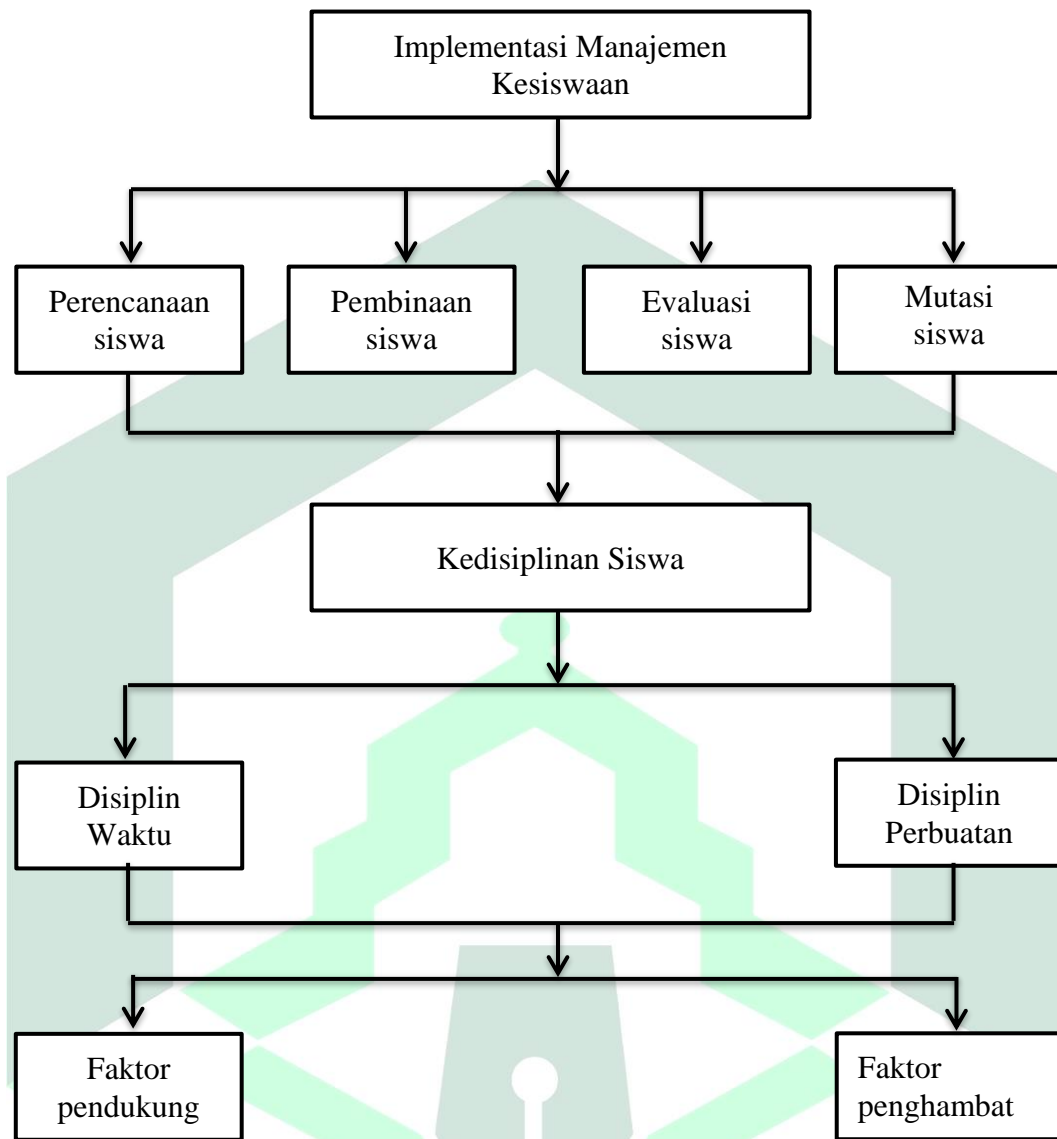 Implementasi Manajemen
Kesiswaan
Perencanaan
siswa
Pembinaan
siswa
Evaluasi
siswa
Mutasi
siswa
Kedisiplinan Siswa
Disiplin
Waktu
Disiplin
Perbuatan
Faktor
pendukung
Faktor
penghambat